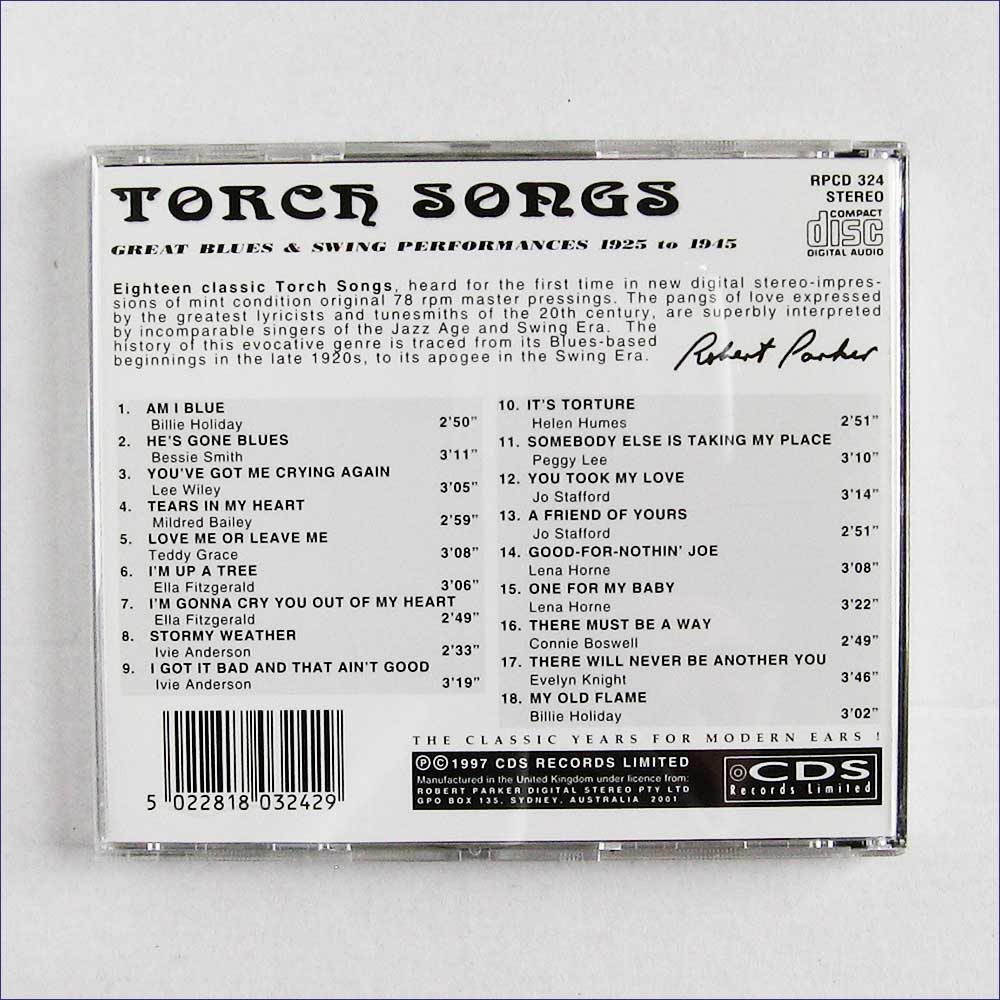 TORCH SONGS
GREAT BLUES & SWING PERFORMANCES 1925 to 1945
RPCD 324
STEREO
COMPACT
disc
DIGITAL AUDIO
Eighteen classic Torch Songs, heard for the first time in new digital stereo-impres-
sions of mint condition original 78 rpm master pressings. The pangs of love expressed
by the greatest lyricists and tunesmiths of the 20th century, are superbly interpreted
by incomparable singers of the Jazz Age and Swing Era. The
history of this evocative genre is traced from its Blues-based
beginnings in the late 1920s, to its apogee in the Swing Era.
Robert Parker
1. AM I BLUE
Billie Holiday 2'50"
2. HE'S GONE BLUES
Bessie Smith 3'11"
3. YOU'VE GOT ME CRYING AGAIN
Lee Wiley 3'05"
4. TEARS IN MY HEART
Mildred Bailey 2'59"
5. LOVE ME OR LEAVE ME
Teddy Grace 3'08"
6. I'M UP A TREE
Ella Fitzgerald 3'06"
7. I'M GONNA CRY YOU OUT OF MY HEART
Ella Fitzgerald 2'49"
8. STORMY WEATHER
Ivie Anderson 2'33"
9. I GOT IT BAD AND THAT AIN'T GOOD
Ivie Anderson 3'19"
10. IT'S TORTURE
Helen Humes 2'51"
11. SOMEBODY ELSE IS TAKING MY PLACE
Peggy Lee 3'10"
12. YOU TOOK MY LOVE
Jo Stafford 3'14"
13. A FRIEND OF YOURS
Jo Stafford 2'51"
14. GOOD-FOR-NOTHIN' JOE
Lena Horne 3'08"
15. ONE FOR MY BABY
Lena Horne 3'22"
16. THERE MUST BE A WAY
Connie Boswell 2'49"
17. THERE WILL NEVER BE ANOTHER YOU
Evelyn Knight 3'46"
18. MY OLD FLAME
Billie Holiday 3'02"
THE CLASSIC YEARS FOR MODERN EARS !
5 022818 032429
℗©1997 CDS RECORDS LIMITED
Manufactured in the United Kingdom under licence from:
ROBERT PARKER DIGITAL STEREO PTY LTD
GPO BOX 135, SYDNEY, AUSTRALIA 2001
CDS
Records Limited